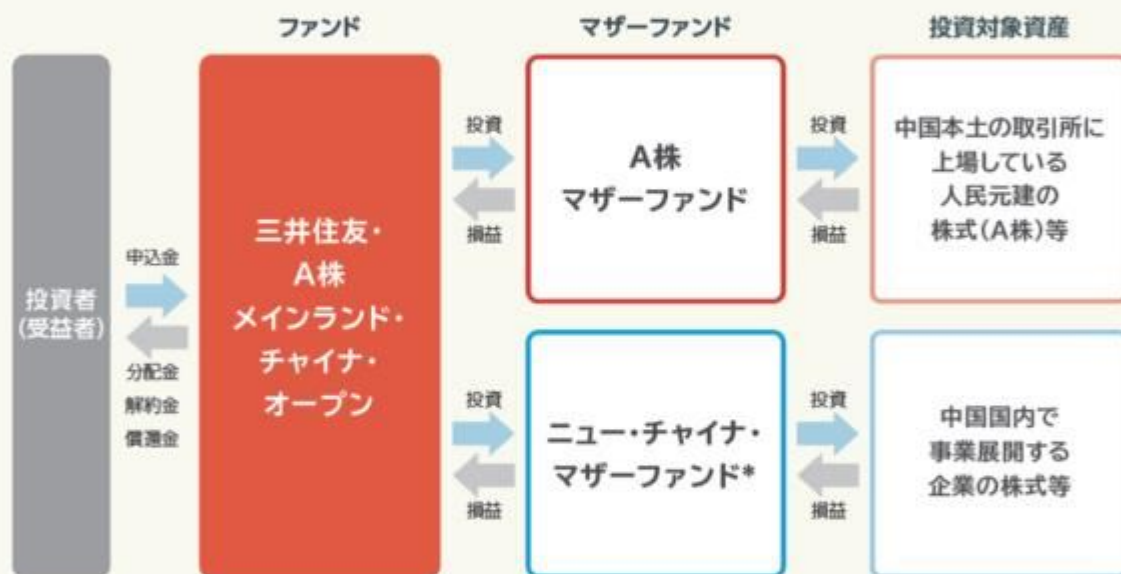 ファンド
マザーファンド
投資対象資産
投資者
(受益者)
申込金
分配金
解約金
償還金
三井住友・
A株
メインランド・
チャイナ・
オープン
投資
損益
A株
マザーファンド
投資
損益
中国本土の取引所に
上場している
人民元建の
株式(A株)等
投資
損益
ニュー・チャイナ・
マザーファンド*
投資
損益
中国国内で
事業展開する
企業の株式等